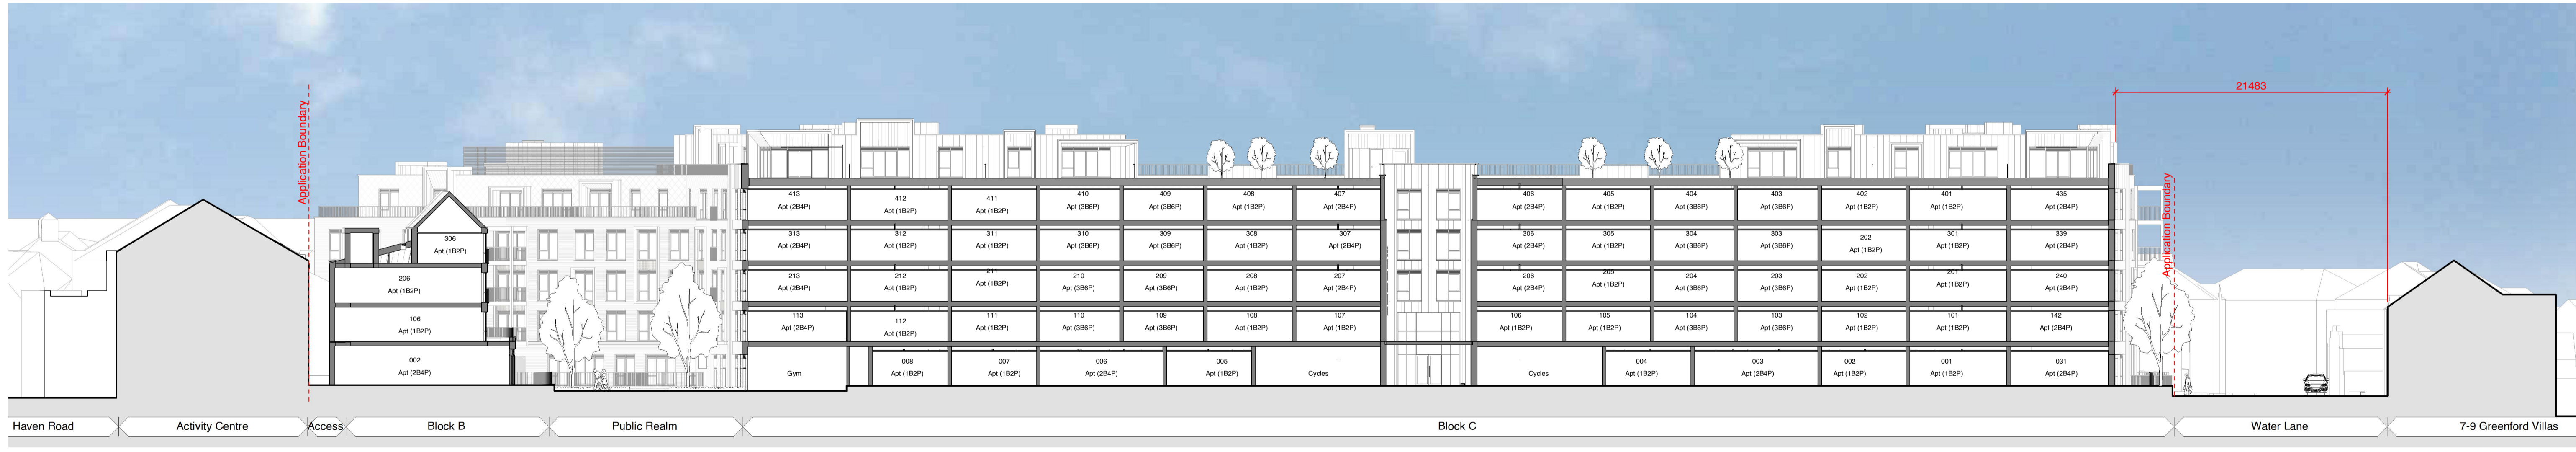 21483
Application Boundary
Application Boundary
413
Apt (2B4P)
412
Apt (1B2P)
411
Apt (1B2P)
410
Apt (3B6P)
409
Apt (3B6P)
408
Apt (1B2P)
407
Apt (2B4P)
406
Apt (2B4P)
405
Apt (1B2P)
404
Apt (3B6P)
403
Apt (3B6P)
402
Apt (1B2P)
401
Apt (1B2P)
435
Apt (2B4P)
306
Apt (1B2P)
313
Apt (2B4P)
312
Apt (1B2P)
311
Apt (1B2P)
310
Apt (3B6P)
309
Apt (3B6P)
308
Apt (1B2P)
307
Apt (2B4P)
306
Apt (2B4P)
305
Apt (1B2P)
304
Apt (3B6P)
303
Apt (3B6P)
202
Apt (1B2P)
301
Apt (1B2P)
339
Apt (2B4P)
206
Apt (1B2P)
213
Apt (2B4P)
212
Apt (1B2P)
211
Apt (1B2P)
210
Apt (3B6P)
209
Apt (3B6P)
208
Apt (1B2P)
207
Apt (2B4P)
206
Apt (2B4P)
205
Apt (1B2P)
204
Apt (3B6P)
203
Apt (3B6P)
202
Apt (1B2P)
201
Apt (1B2P)
240
Apt (2B4P)
106
Apt (1B2P)
113
Apt (2B4P)
112
Apt (1B2P)
111
Apt (1B2P)
110
Apt (3B6P)
109
Apt (3B6P)
108
Apt (1B2P)
107
Apt (1B2P)
106
Apt (1B2P)
105
Apt (1B2P)
104
Apt (3B6P)
103
Apt (3B6P)
102
Apt (1B2P)
101
Apt (1B2P)
142
Apt (2B4P)
002
Apt (2B4P)
Gym
008
Apt (1B2P)
007
Apt (1B2P)
006
Apt (2B4P)
005
Apt (1B2P)
Cycles
Cycles
004
Apt (1B2P)
003
Apt (2B4P)
002
Apt (1B2P)
001
Apt (1B2P)
031
Apt (2B4P)
Haven Road
Activity Centre
Access
Block B
Public Realm
Block C
Water Lane
7-9 Greenford Villas